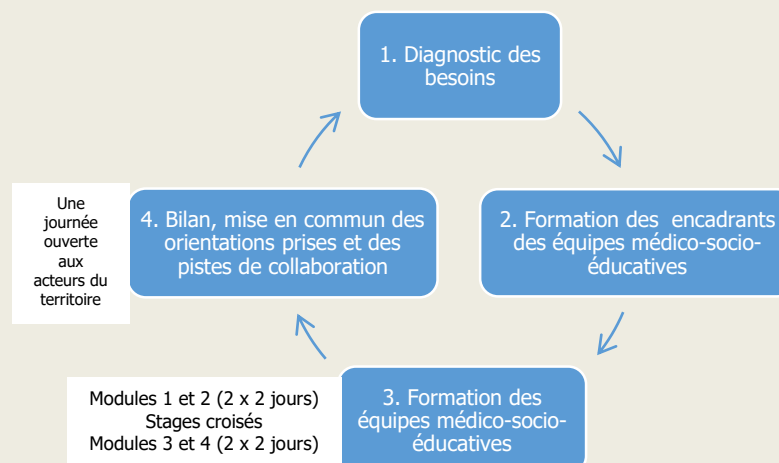 1. Diagnostic des
besoins
2. Formation des encadrants
des équipes médico-socio-
éducatives
3. Formation des
équipes médico-socio-
éducatives
Modules 1 et 2 (2 x 2 jours)
Stages croisés
Modules 3 et 4 (2 x 2 jours)
4. Bilan, mise en commun des
orientations prises et des
pistes de collaboration
Une
journée
ouverte
aux
acteurs du
territoire